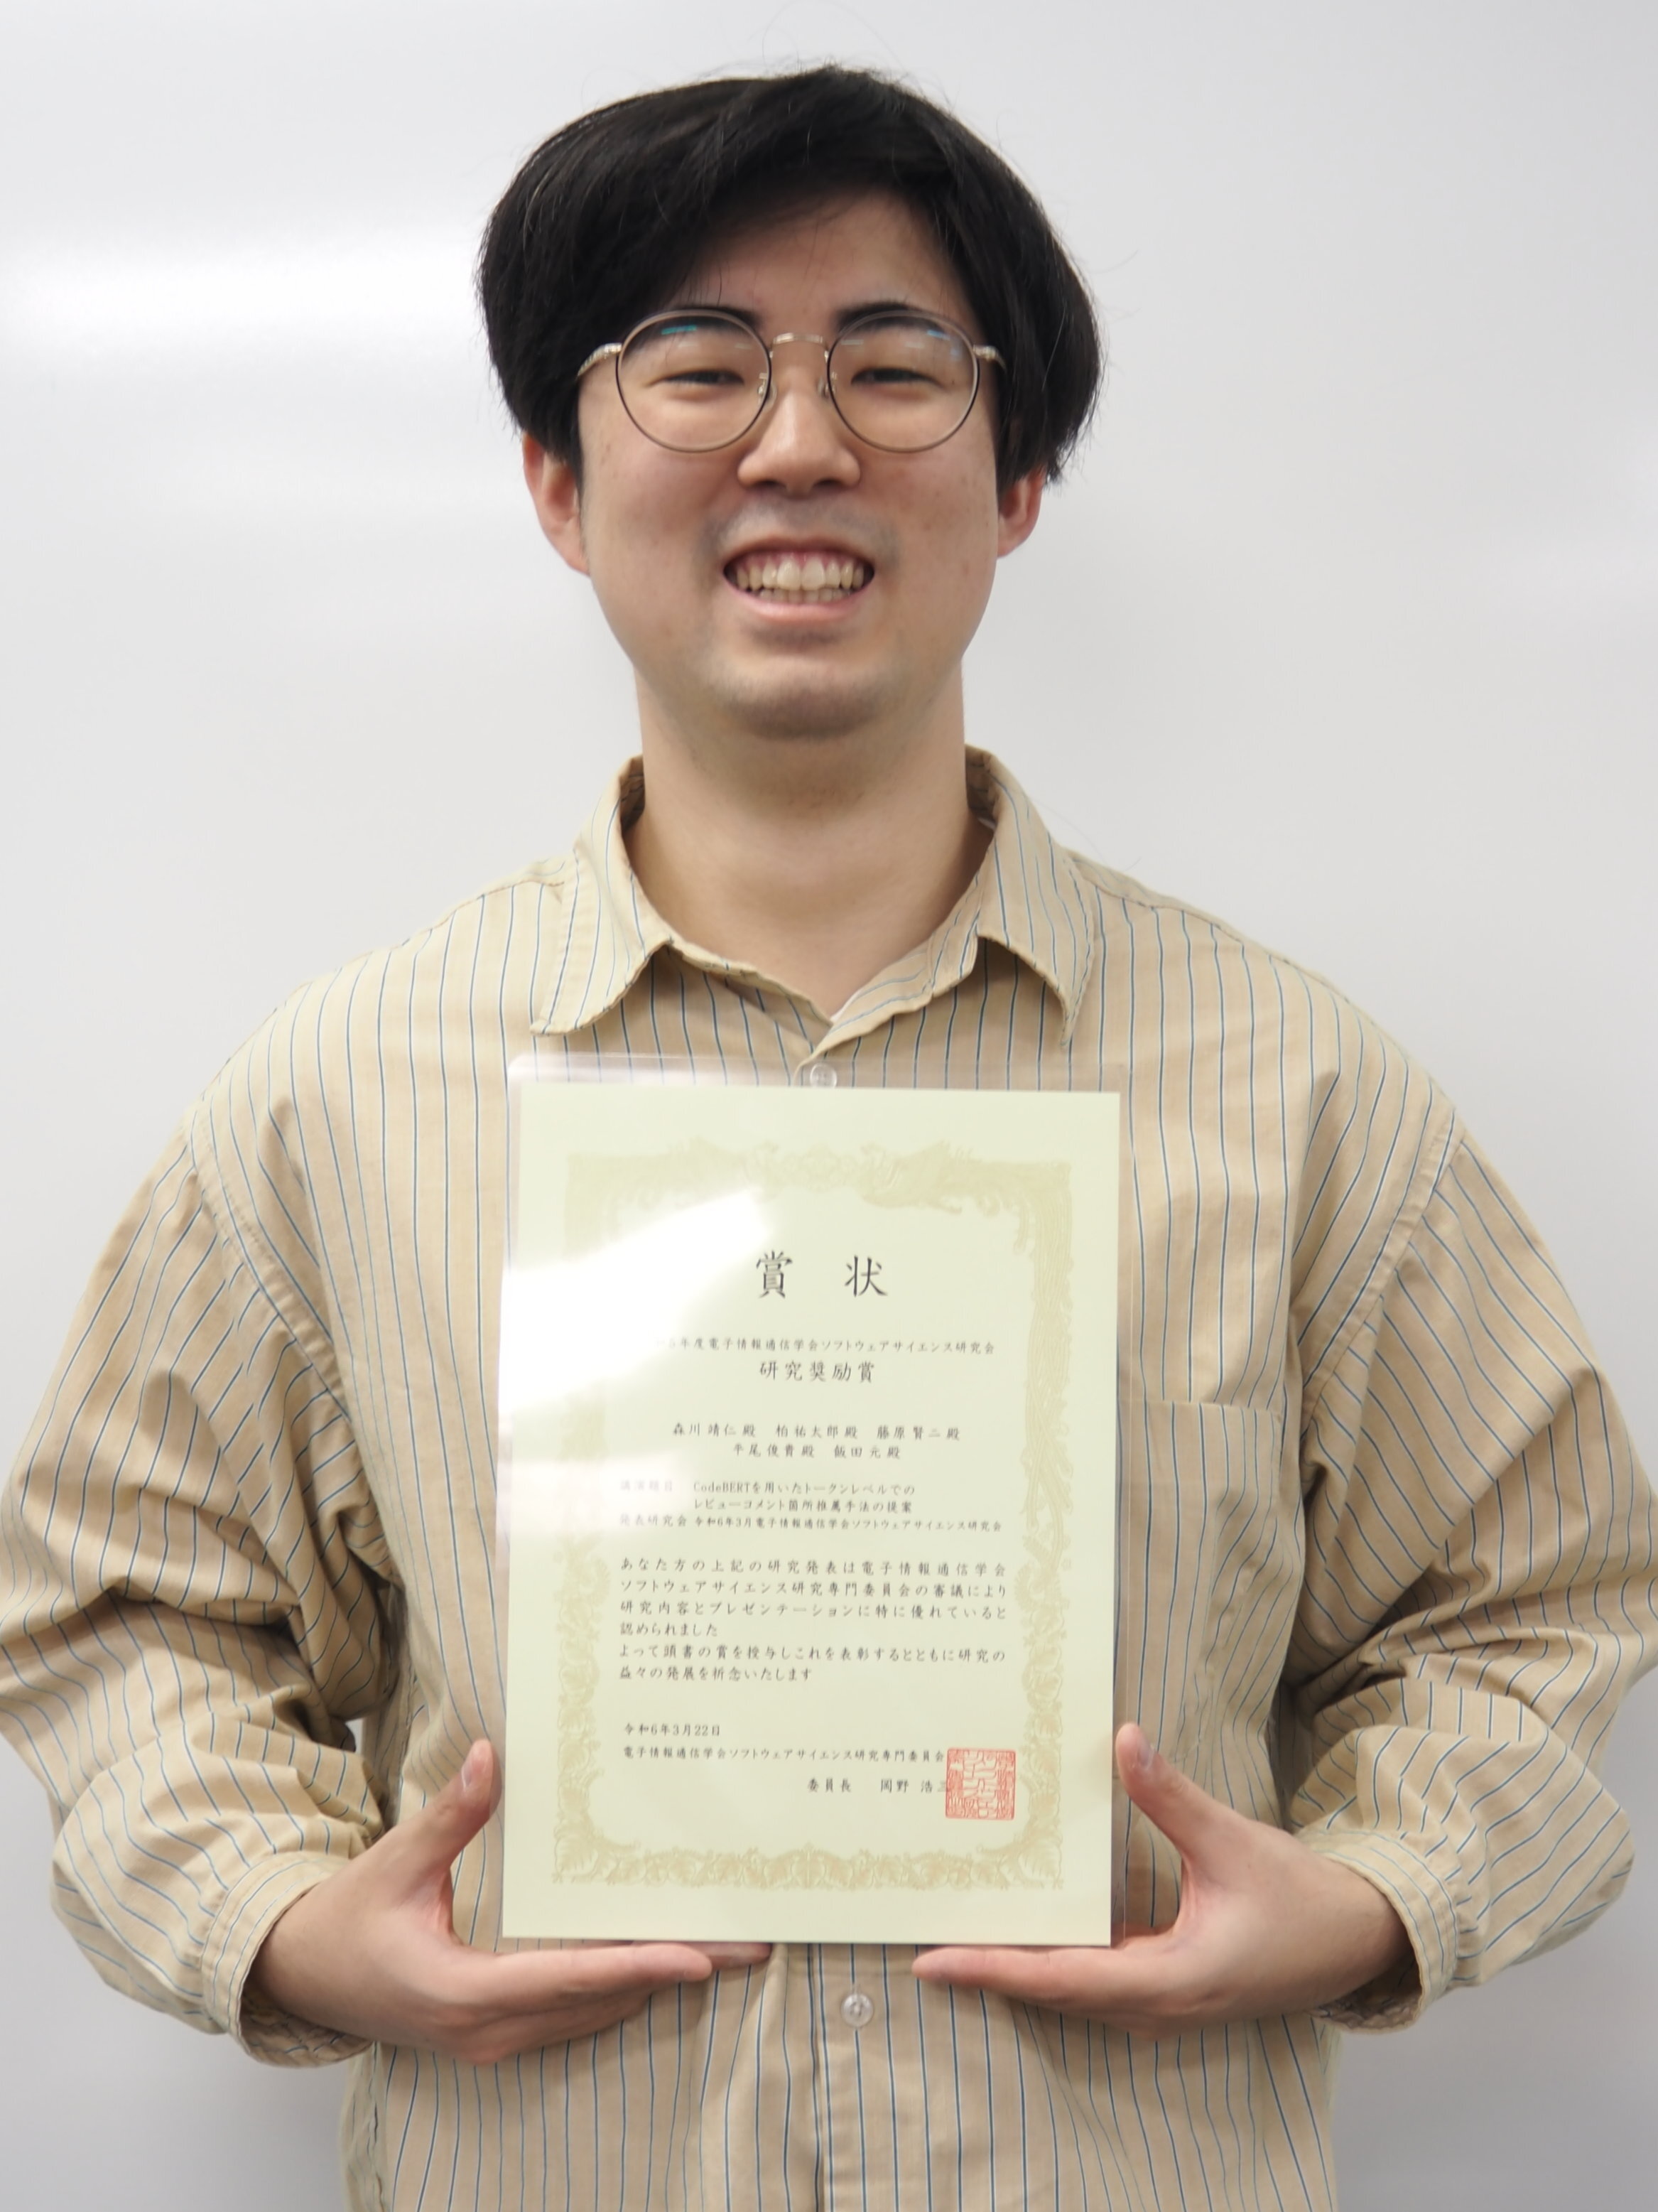 賞 状
年度電子情報通信学会ソフトウェアサイエンス研究会
研究奨励賞
森川靖仁殿 柏祐太郎殿 藤原賢二殿
平尾俊貴殿 飯田元殿
講演題目 CodeBERTを用いたトークンレベルでの
レビューコメント箇所推薦手法の提案
発表研究会 令和6年3月電子情報通信学会ソフトウェアサイエンス研究会
あなた方の上記の研究発表は電子情報通信学会
ソフトウェアサイエンス研究専門委員会の審議により
研究内容とプレゼンテーションに特に優れていると
認められました
よって頭書の賞を授与しこれを表彰するとともに研究の
益々の発展を祈念いたします
令和6年3月22日
電子情報通信学会ソフトウェアサイエンス研究専門委員会
委員長 岡野 浩三